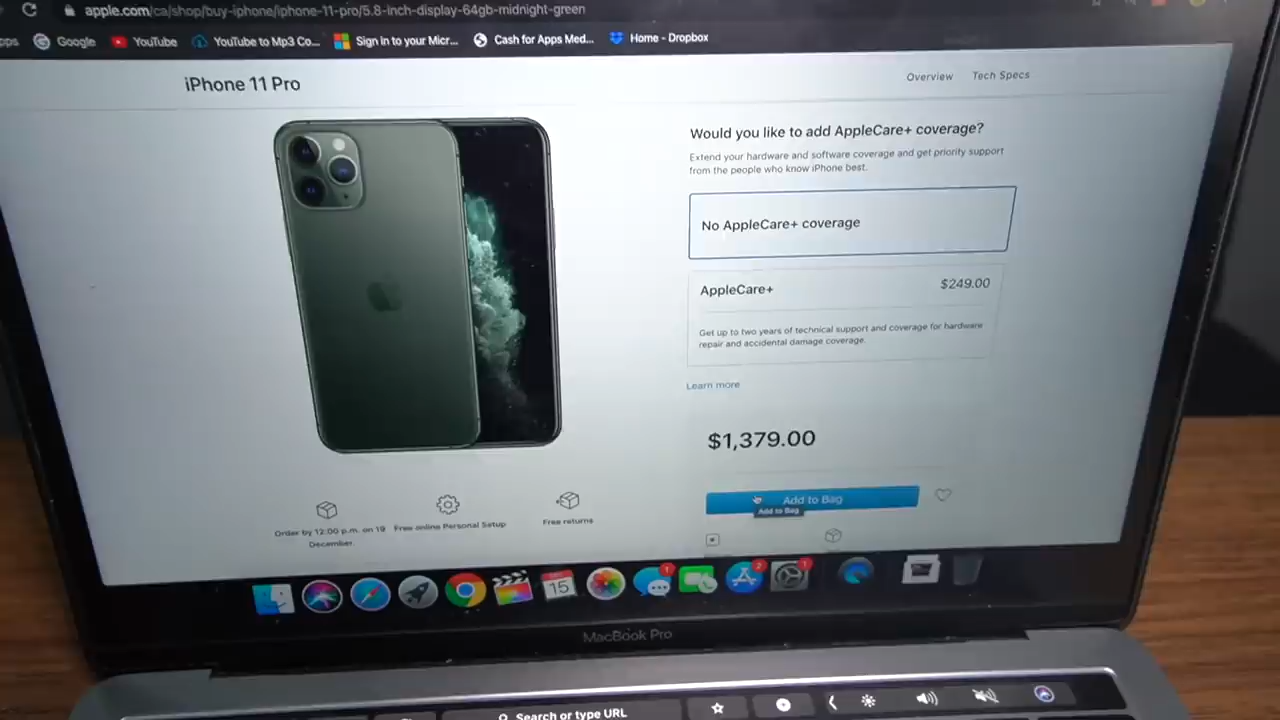 apple.com/ca/shop/buy-iphone/iphone-11-pro/5.8-inch-display-64gb-midnight-green
Google YouTube YouTube to Mp3 Co... Sign in to your Micr... Cash for Apps Med... Home - Dropbox
iPhone 11 Pro
Overview Tech Specs
Would you like to add AppleCare+ coverage?
Extend your hardware and software coverage and get priority support
from the people who know iPhone best.
No AppleCare+ coverage
AppleCare+ $249.00
Get up to two years of technical support and coverage for hardware
repair and accidental damage coverage.
Learn more
$1,379.00
Add to Bag
Add to Bag
Order by 12:00 p.m. on 19
December.
Free online Personal Setup
Free returns
1 2 1
15
MacBook Pro
Search or type URL